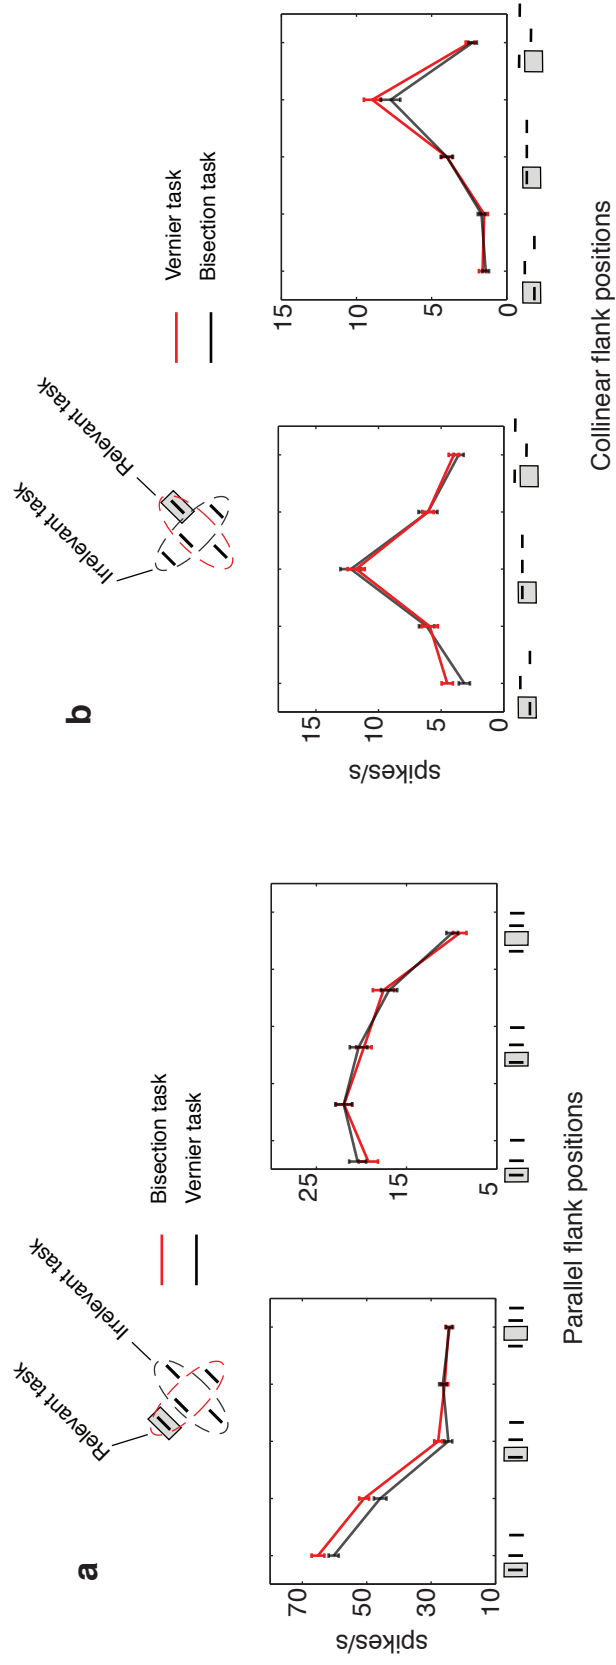 a
Relevant task
Irrelevant task
Bisection task
Vernier task
spikes/s
70
50
30
10
25
15
5
Parallel flank positions
b
Irrelevant task
Relevant task
Vernier task
Bisection task
spikes/s
15
10
5
0
15
10
5
0
Collinear flank positions